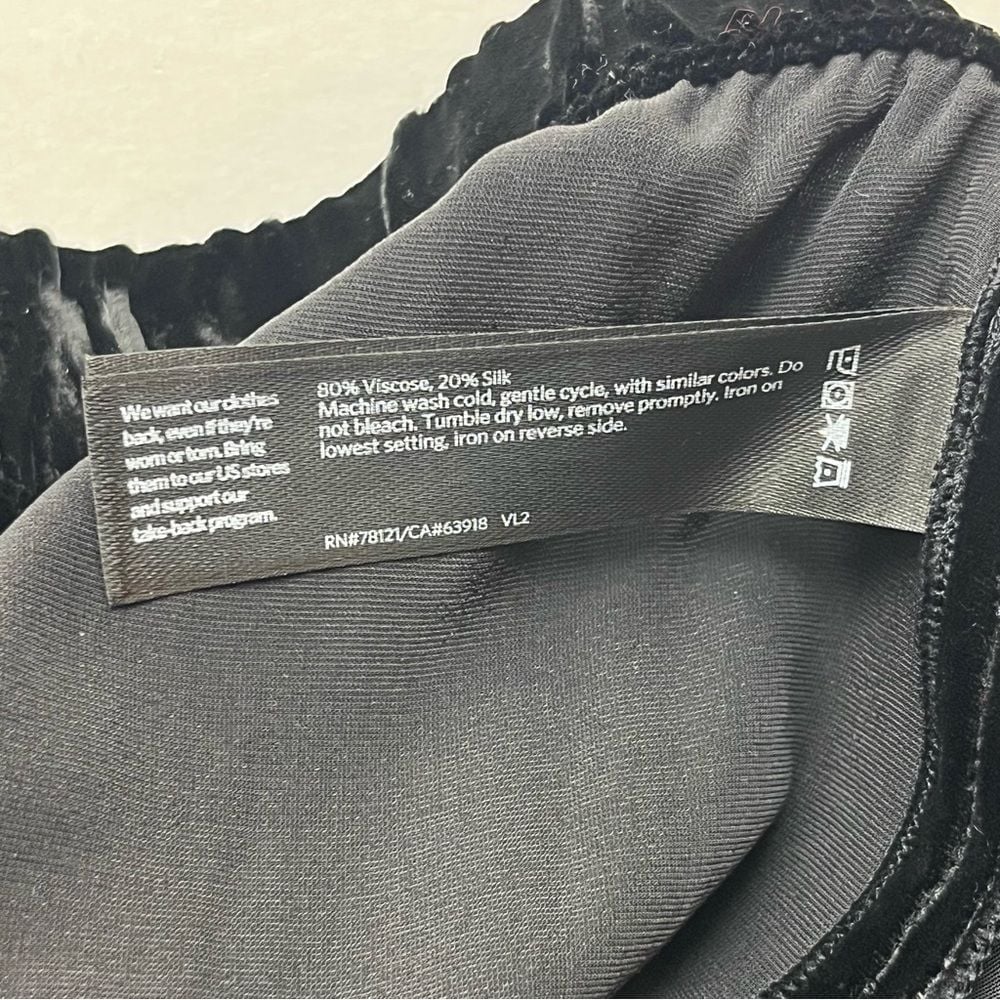 We want our clothes
back, even if they're
worn or torn. Bring
them to our US stores
and support our
take-back program.
80% Viscose, 20% Silk
Machine wash cold, gentle cycle, with similar colors. Do
not bleach. Tumble dry low, remove promptly. Iron on
lowest setting, iron on reverse side.
RN#78121/CA#63918 VL2